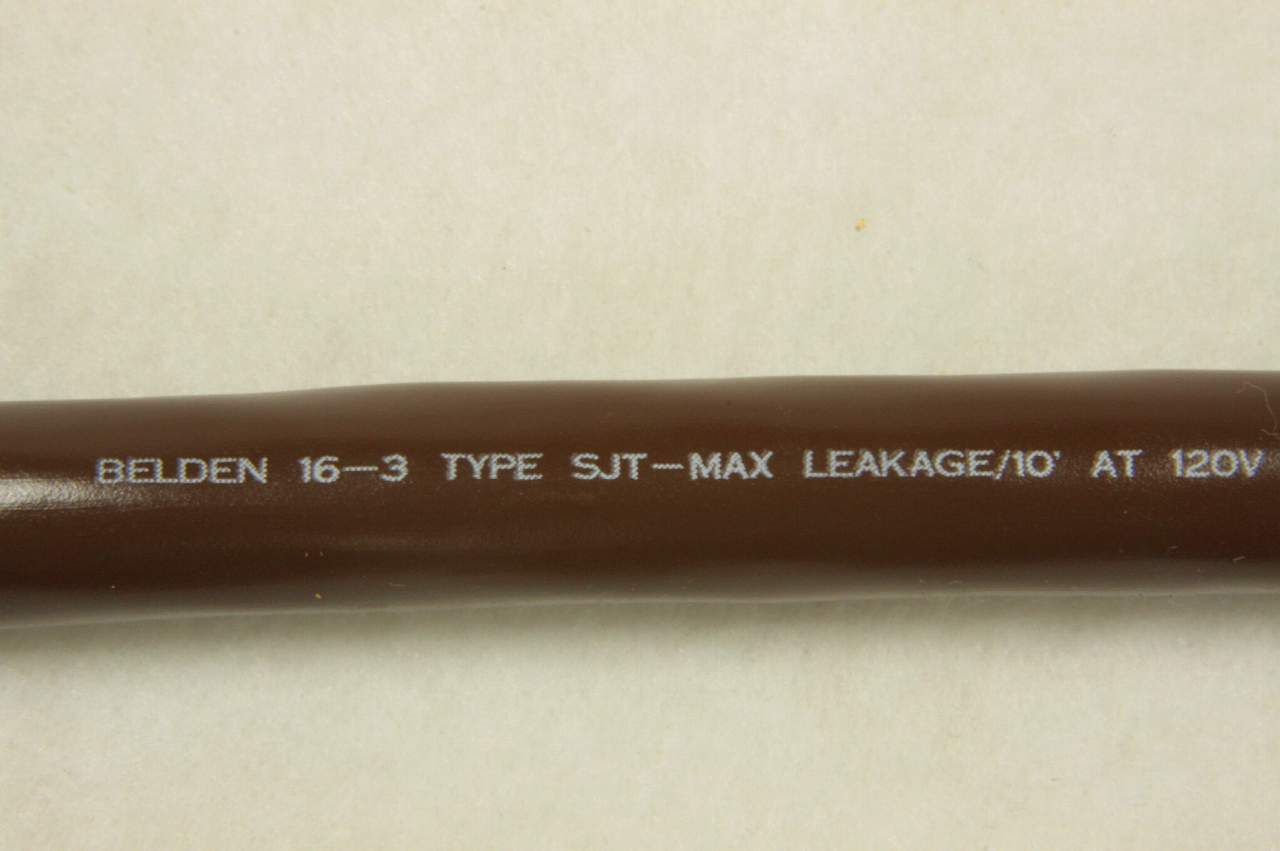 BELDEN 16-3 TYPE SJT-MAX LEAKAGE/10' AT 120V